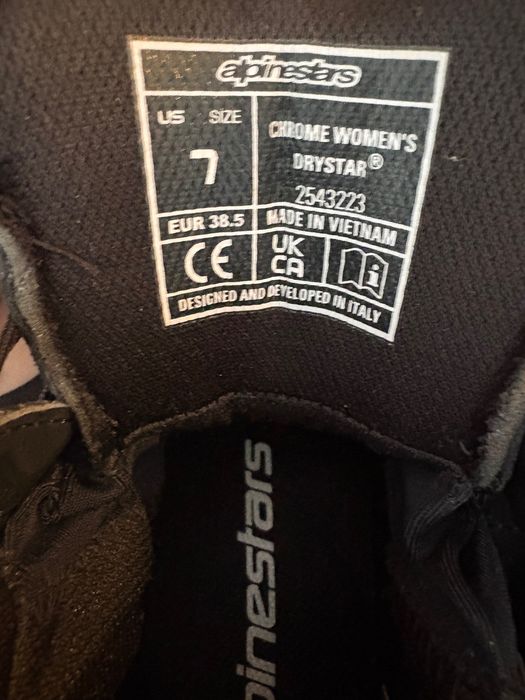 alpinestars
US SIZE
7
EUR 38.5
CHROME WOMEN'S
DRYSTAR®
2543223
MADE IN VIETNAM
CE
UK
CA
i
DESIGNED AND DEVELOPED IN ITALY
pinestars